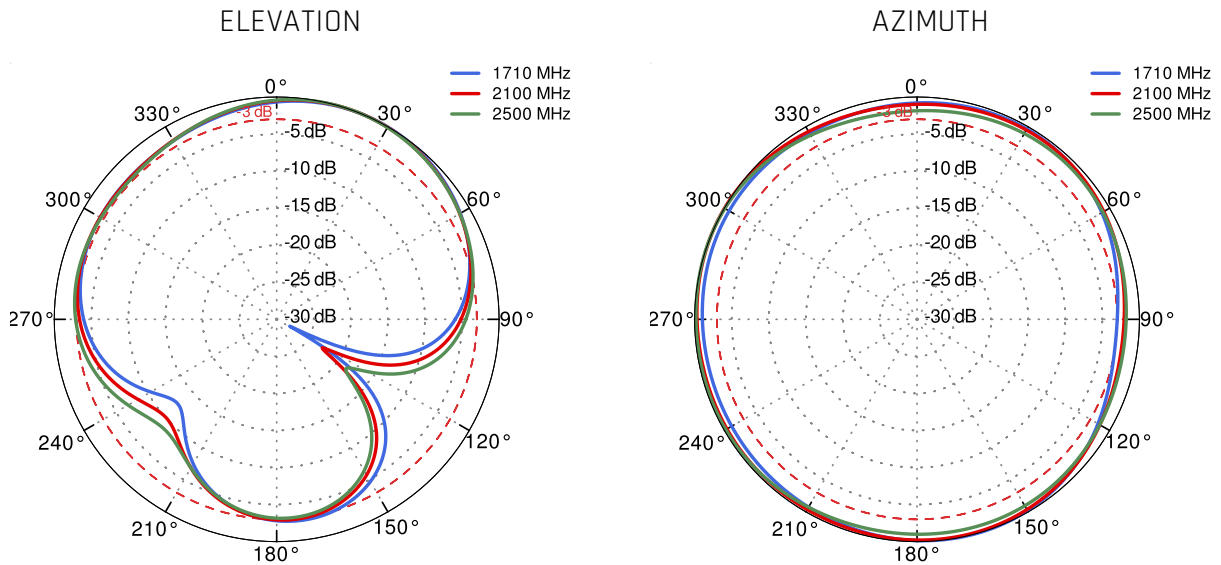 ELEVATION
1710 MHz
2100 MHz
2500 MHz
0°
30°
60°
90°
120°
150°
180°
210°
240°
270°
300°
330°
-3 dB
-5 dB
-10 dB
-15 dB
-20 dB
-25 dB
-30 dB
AZIMUTH
1710 MHz
2100 MHz
2500 MHz
0°
30°
60°
90°
120°
150°
180°
210°
240°
270°
300°
330°
-3 dB
-5 dB
-10 dB
-15 dB
-20 dB
-25 dB
-30 dB